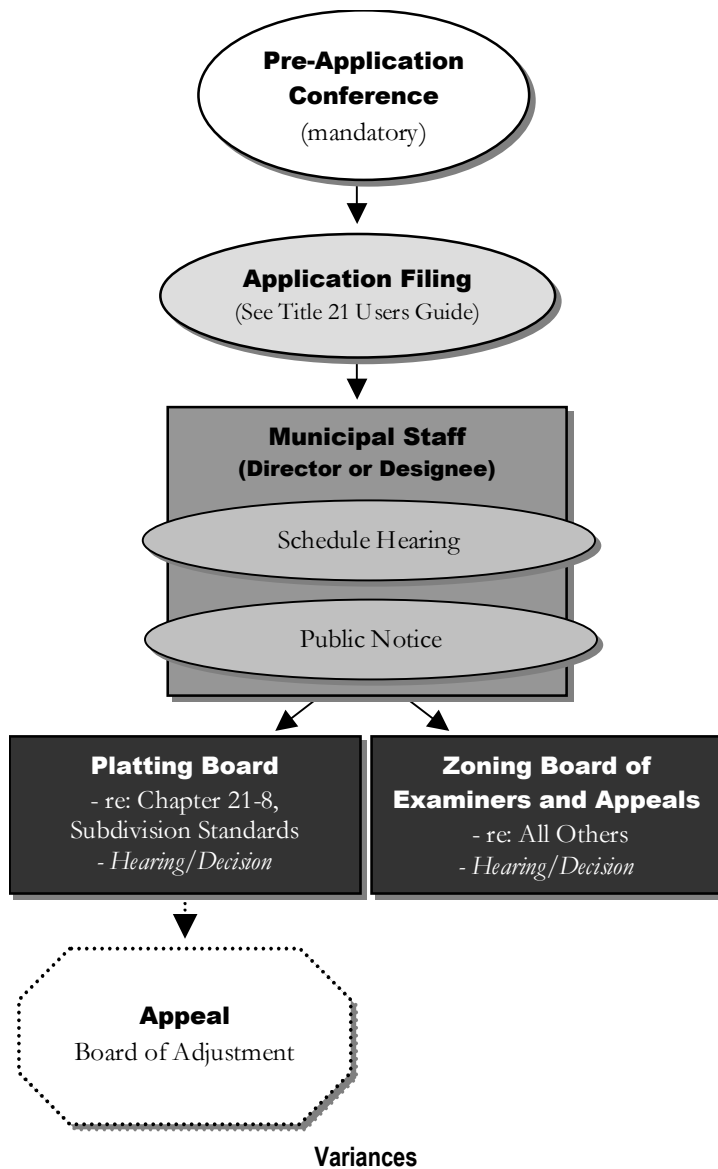 Pre-Application
Conference
(mandatory)
Application Filing
(See Title 21 Users Guide)
Municipal Staff
(Director or Designee)
Schedule Hearing
Public Notice
Platting Board
- re: Chapter 21-8,
Subdivision Standards
- Hearing/Decision
Zoning Board of
Examiners and Appeals
- re: All Others
- Hearing/Decision
Appeal
Board of Adjustment
Variances